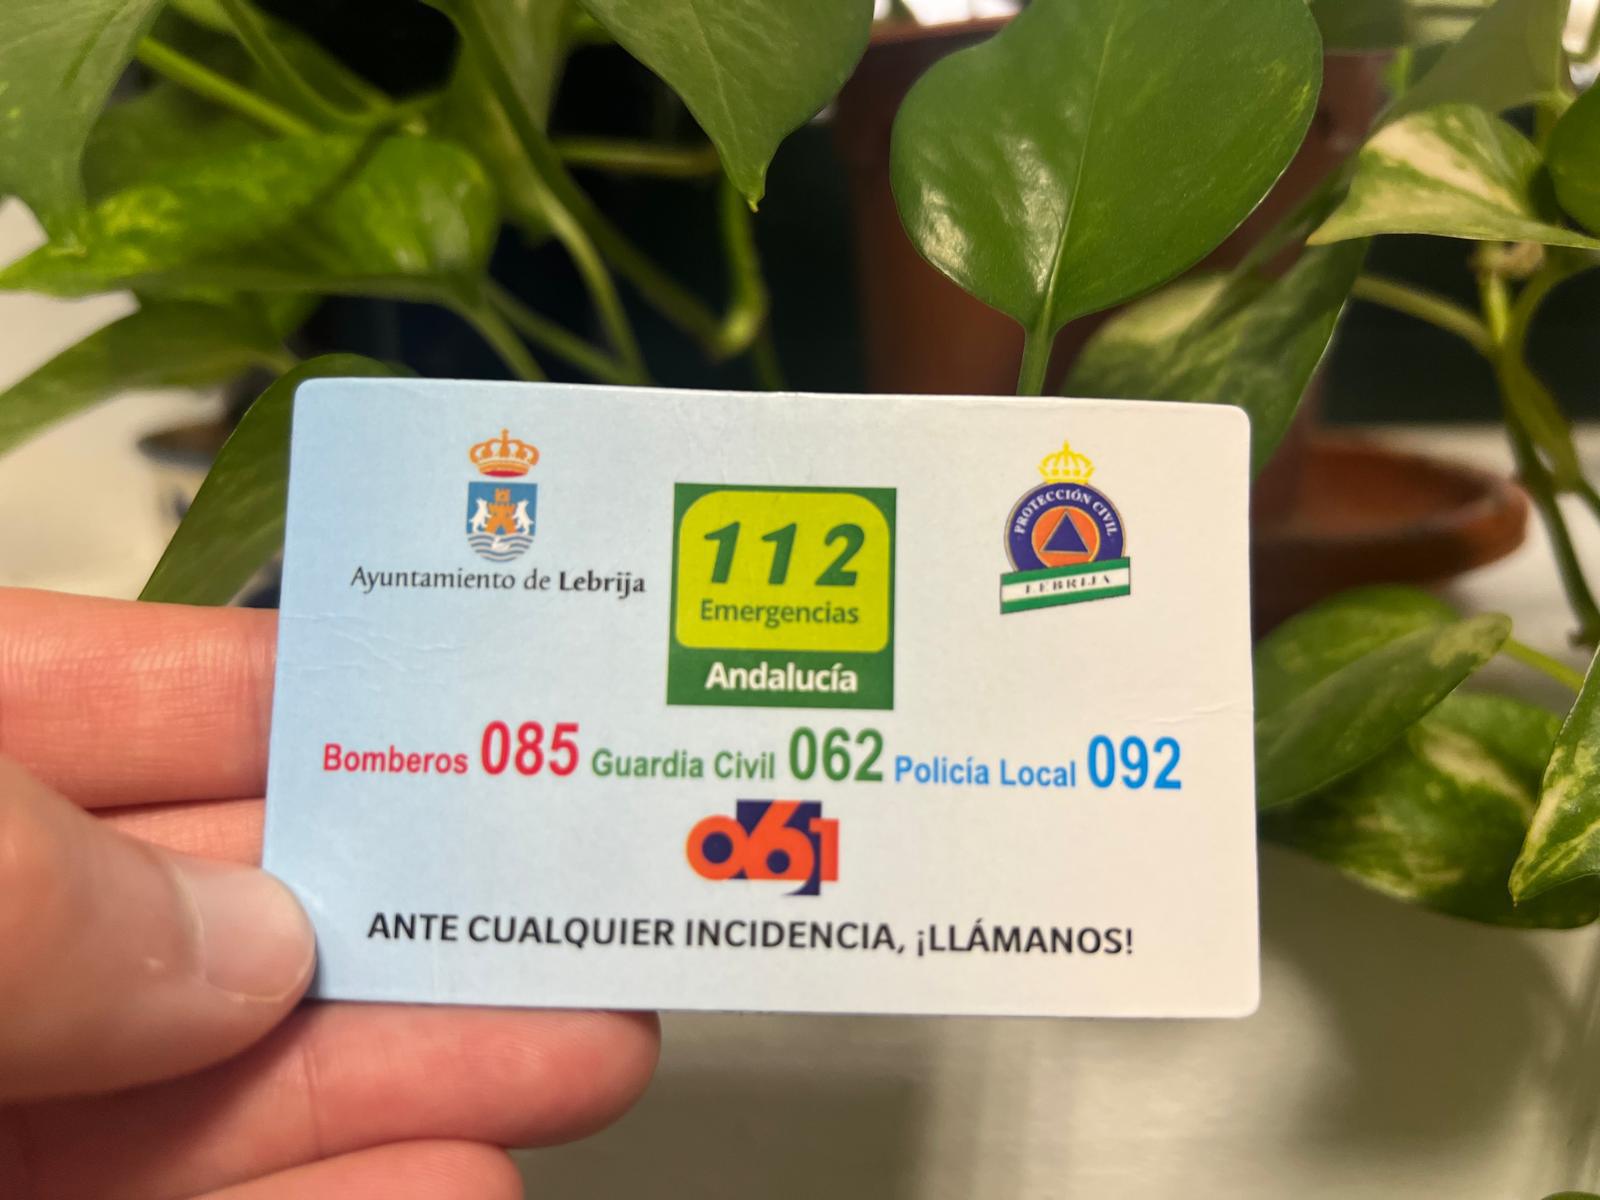 Ayuntamiento de Lebrija
112
Emergencias
Andalucía
PROTECCIÓN CIVIL
LEBRIJA
Bomberos 085 Guardia Civil 062 Policía Local 092
061
ANTE CUALQUIER INCIDENCIA, ¡LLÁMANOS!